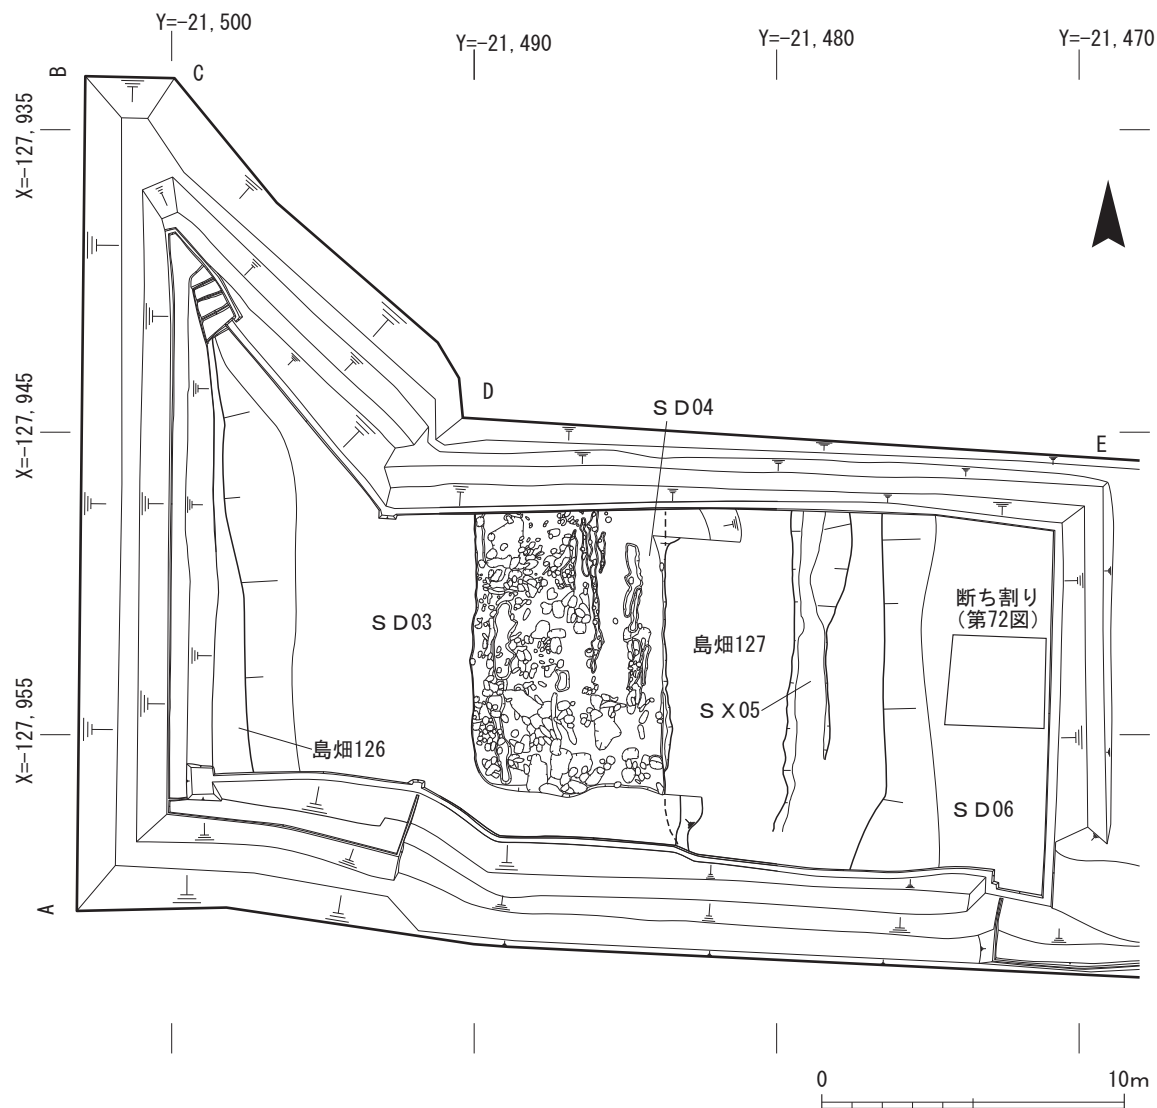 Y=-21,500
Y=-21,490
Y=-21,480
Y=-21,470
B
C
X=-127,935
D
X=-127,945
SD04
E
断ち割り
（第72図）
SD03
島畑127
SX05
X=-127,955
島畑126
SD06
A
0
10m